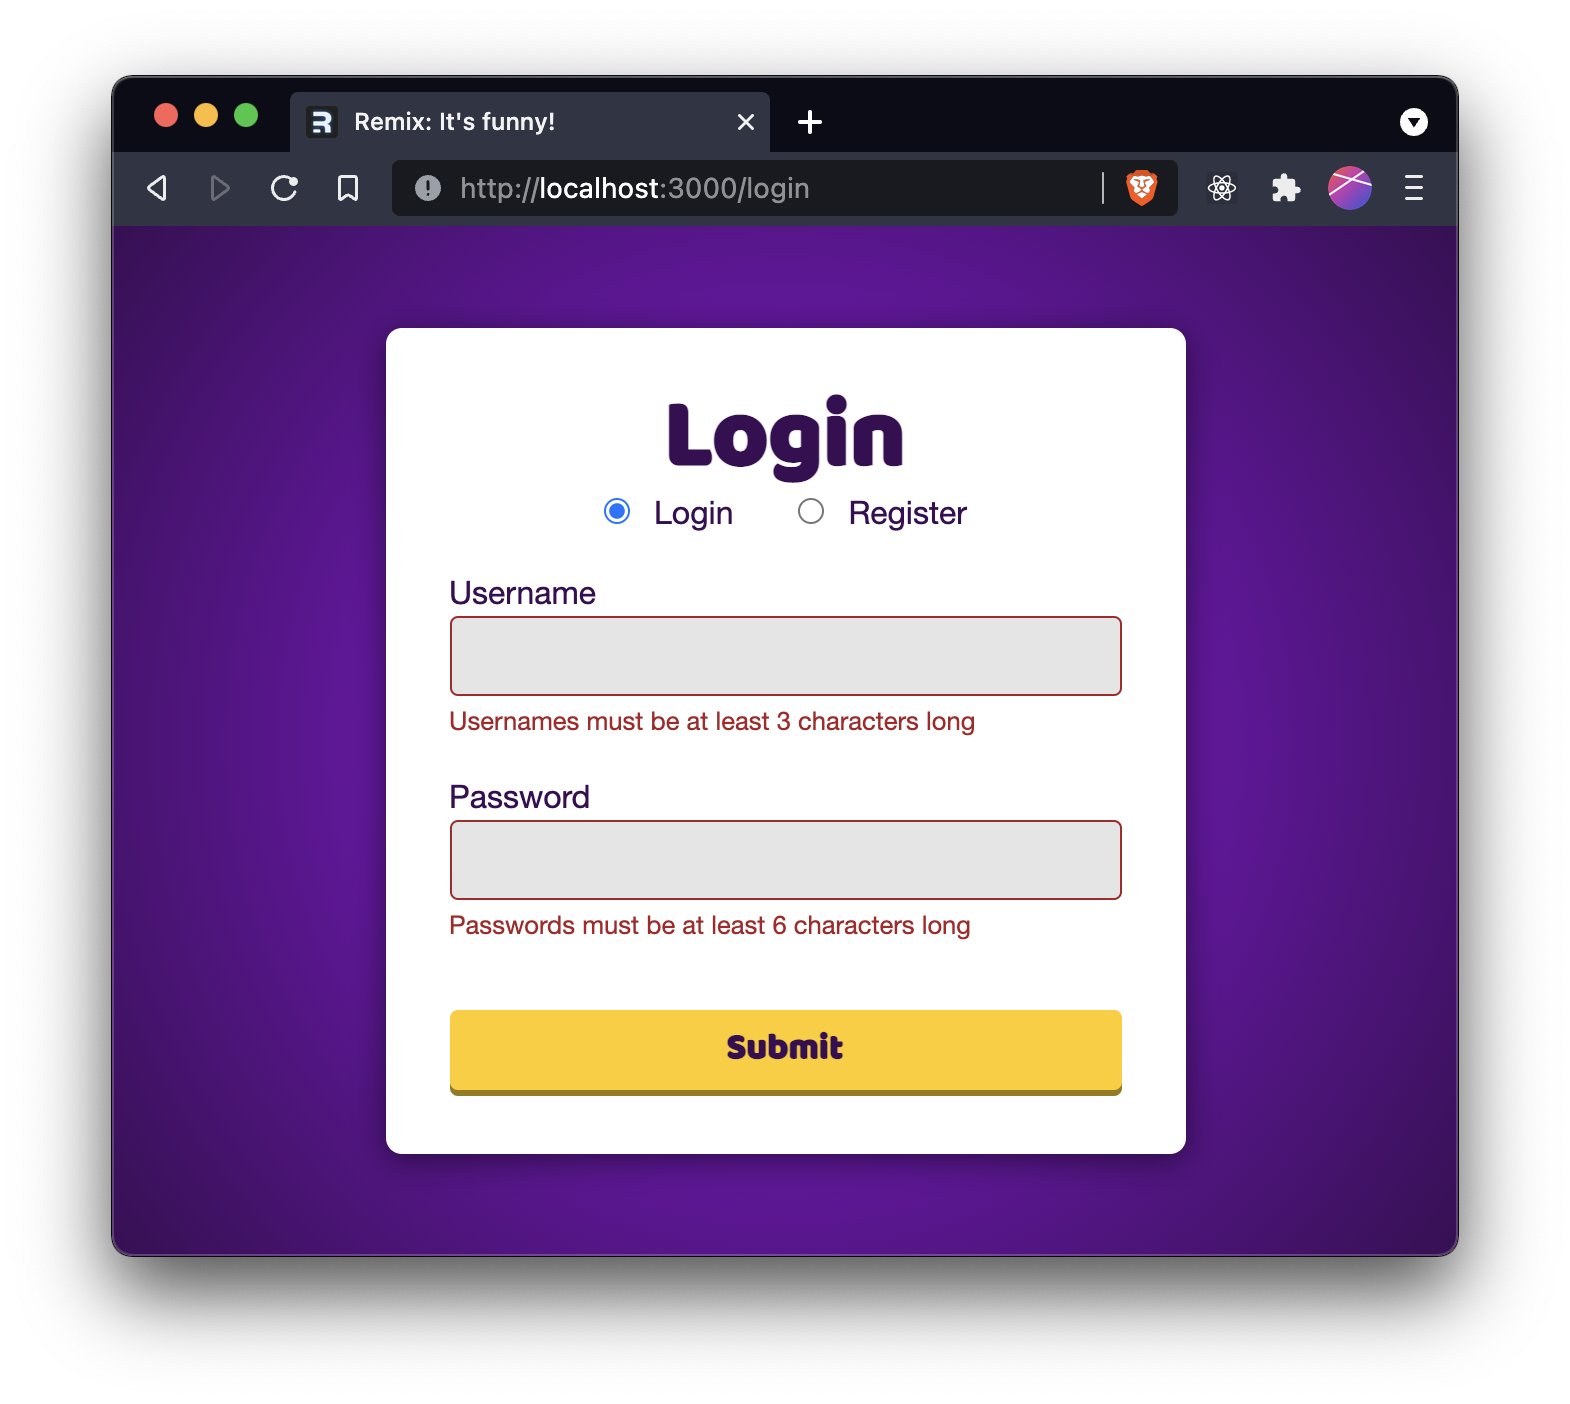 Remix: It's funny!
http://localhost:3000/login
Login
Login Register
Username
Usernames must be at least 3 characters long
Password
Passwords must be at least 6 characters long
Submit